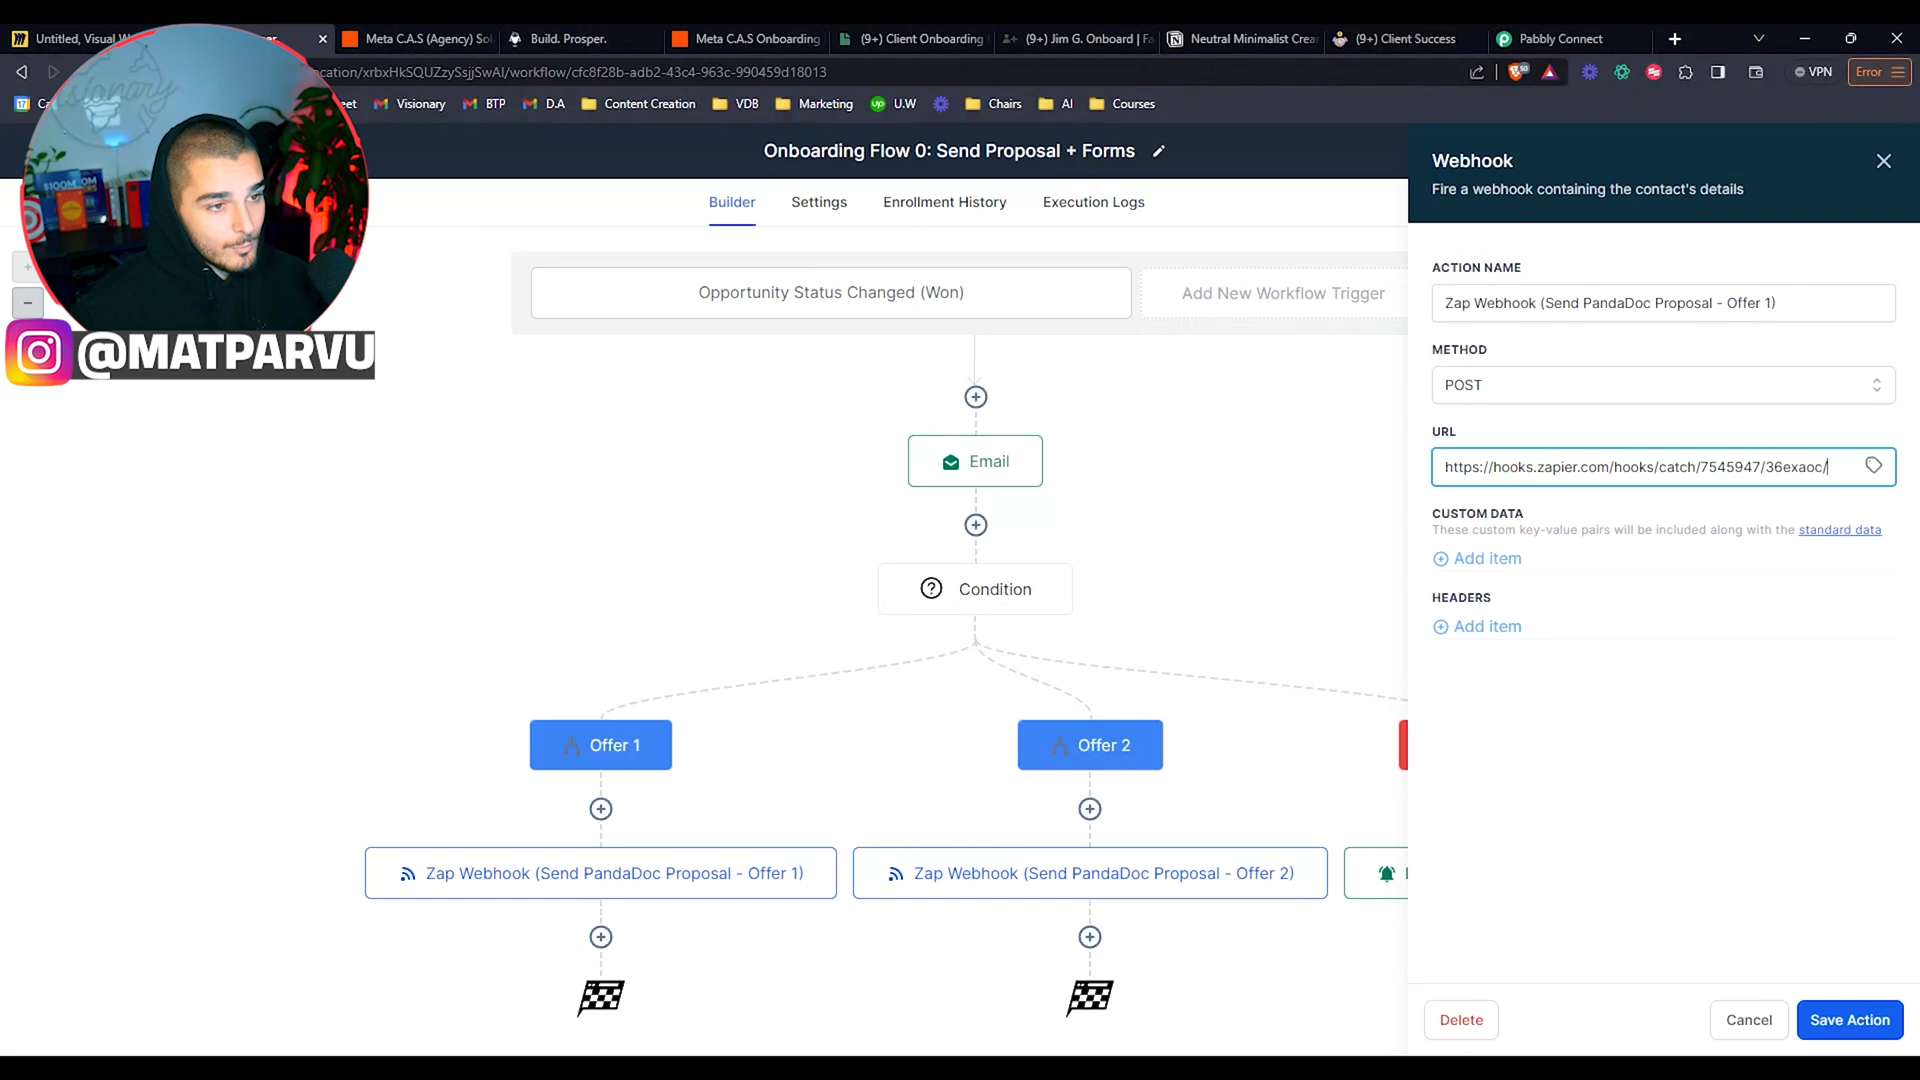 Untitled, Visual W
Meta C.A.S (Agency) Sol
Build. Prosper.
Meta C.A.S Onboarding
(9+) Client Onboarding
(9+) Jim G. Onboard | Fa
Neutral Minimalist Crea
(9+) Client Success
Pabbly Connect
ocation/xrbxHkSQUZzySsjjSwAI/workflow/cfc8f28b-adb2-43c4-963c-990459d18013
VPN
Error
Visionary
BTP
D.A
Content Creation
VDB
Marketing
U.W
Chairs
AI
Courses
$100M
@MATPARVU
Onboarding Flow 0: Send Proposal + Forms
Builder
Settings
Enrollment History
Execution Logs
Opportunity Status Changed (Won)
Add New Workflow Trigger
Email
Condition
Offer 1
Offer 2
Zap Webhook (Send PandaDoc Proposal - Offer 1)
Zap Webhook (Send PandaDoc Proposal - Offer 2)
Webhook
Fire a webhook containing the contact's details
ACTION NAME
Zap Webhook (Send PandaDoc Proposal - Offer 1)
METHOD
POST
URL
https://hooks.zapier.com/hooks/catch/7545947/36exaoc/
CUSTOM DATA
These custom key-value pairs will be included along with the standard data
Add item
HEADERS
Add item
Delete
Cancel
Save Action